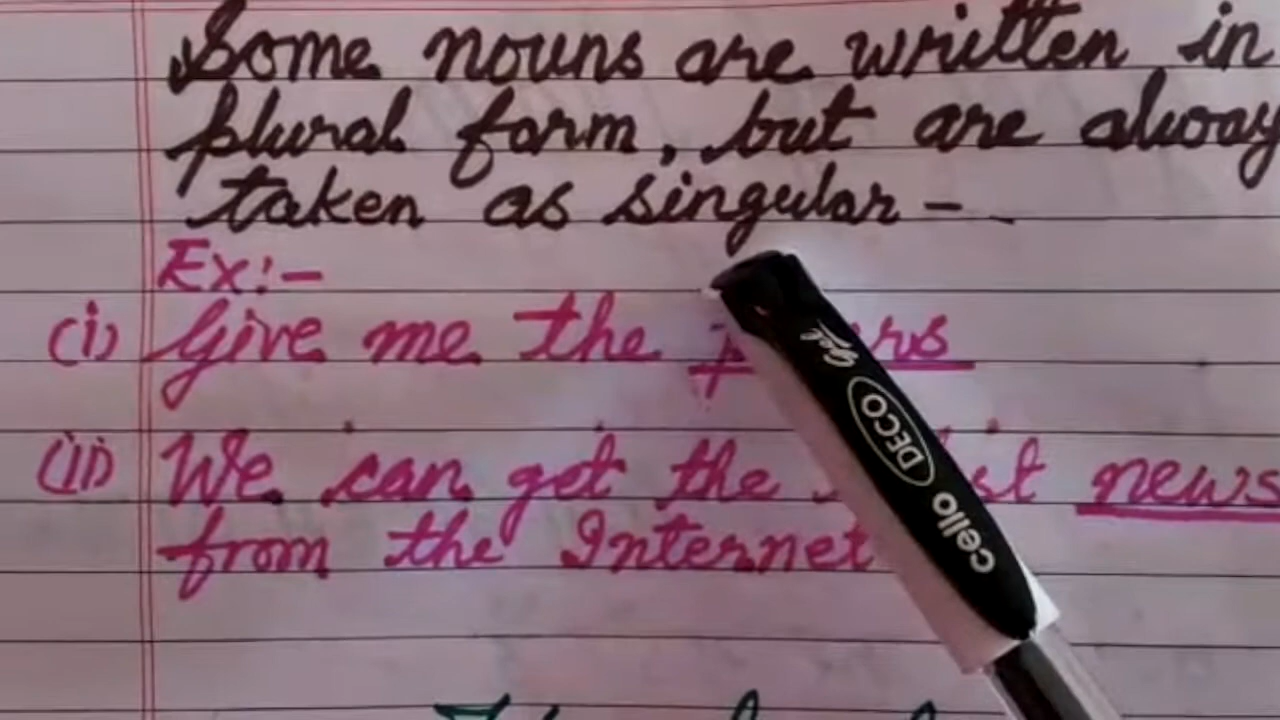 Some nouns are written in
plural form, but are alway
taken as singular -
Ex:-
(i) Give me the
(ii) We can get the news
from the Internet
Gel
DECO
cello